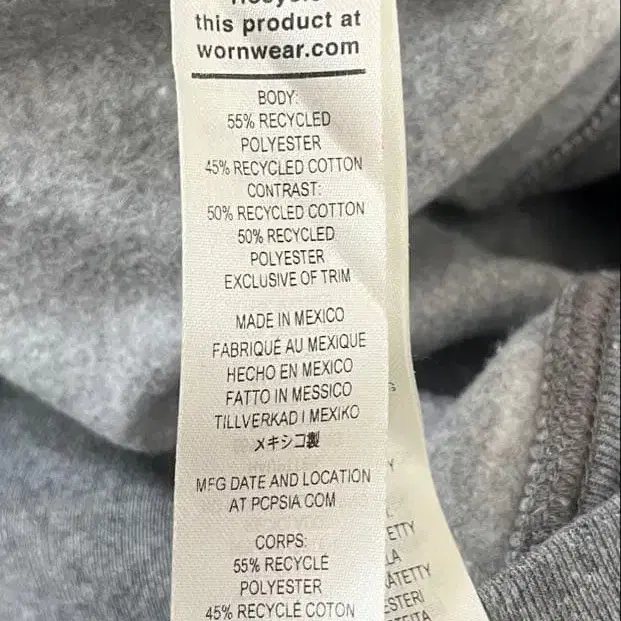 this product at
wornwear.com
BODY:
55% RECYCLED
POLYESTER
45% RECYCLED COTTON
CONTRAST:
50% RECYCLED COTTON
50% RECYCLED
POLYESTER
EXCLUSIVE OF TRIM
MADE IN MEXICO
FABRIQUÉ AU MEXIQUE
HECHO EN MEXICO
FATTO IN MESSICO
TILLVERKAD I MEXIKO
メキシコ製
MFG DATE AND LOCATION
AT PCPSIA.COM
CORPS:
55% RECYCLÉ
POLYESTER
45% RECYCLÉ COTON